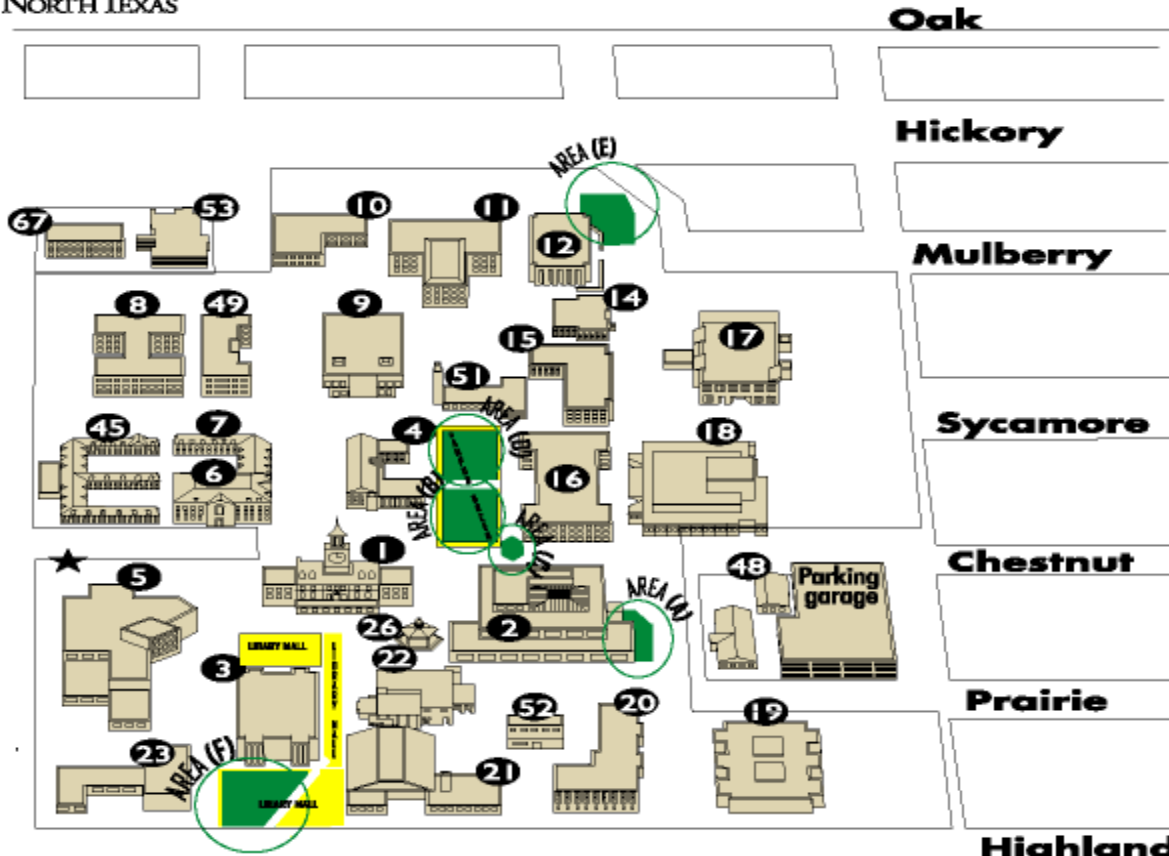 NORTH TEXAS
Oak
Hickory
AREA (E)
67
53
10
11
12
Mulberry
8
49
9
14
15
17
51
AREA (D)
45
7
4
18
Sycamore
6
16
AREA (B)
AREA
1
Chestnut
5
48
Parking
garage
AREA (A)
26
2
3
LIBRARY MALL
LIBRARY MALL
22
52
20
Prairie
19
23
AREA (F)
21
LIBRARY MALL
Highland